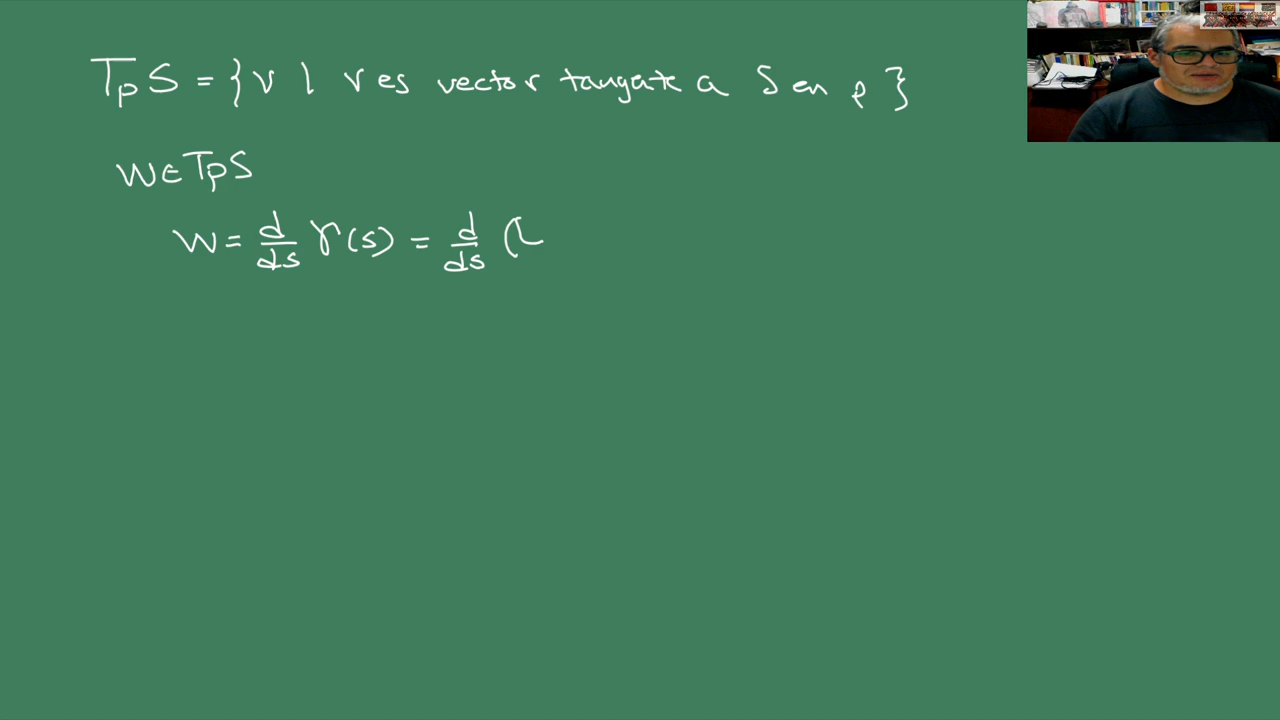 TpS = {v | v es vector tangente a S en p}
w ∈ TpS
w = d/ds γ(s) = d/ds (